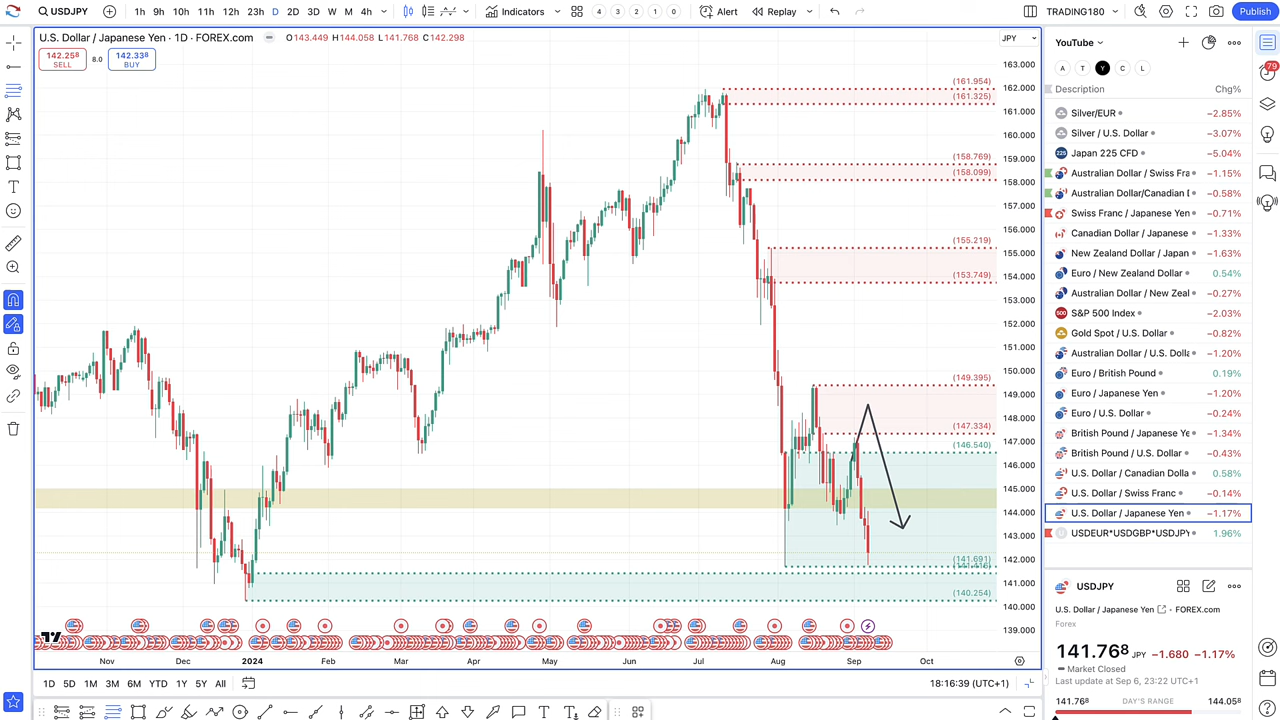 USDJPY 1h 9h 10h 11h 12h 23h D 2D 3D W M 4h Indicators 4 3 2 1 0 Alert Replay TRADING180 Publish
U.S. Dollar / Japanese Yen · 1D · FOREX.com O143.449 H144.058 L141.768 C142.298
142.258 SELL
8.0
142.338 BUY
JPY
163.000
162.000
161.000
160.000
159.000
158.000
157.000
156.000
155.000
154.000
153.000
152.000
151.000
150.000
149.000
148.000
147.000
146.000
145.000
144.000
143.000
142.000
141.000
140.000
139.000
(161.954)
(161.325)
(158.769)
(158.099)
(155.219)
(153.749)
(149.395)
(147.334)
(146.540)
(141.691)
(140.254)
Nov Dec 2024 Feb Mar Apr May Jun Jul Aug Sep Oct
1D 5D 1M 3M 6M YTD 1Y 5Y All
18:16:39 (UTC+1)
YouTube
A T Y C L
Description Chg%
Silver/EUR −2.85%
Silver / U.S. Dollar −3.07%
225 Japan 225 CFD −5.04%
Australian Dollar / Swiss Fra −1.15%
Australian Dollar/Canadian −0.58%
Swiss Franc / Japanese Yen −0.71%
Canadian Dollar / Japanese −1.33%
New Zealand Dollar / Japan −1.63%
Euro / New Zealand Dollar 0.54%
Australian Dollar / New Zeal −0.27%
500 S&P 500 Index −2.03%
Gold Spot / U.S. Dollar −0.82%
Australian Dollar / U.S. Dolla −1.20%
Euro / British Pound 0.19%
Euro / Japanese Yen −1.20%
Euro / U.S. Dollar −0.24%
British Pound / Japanese Ye −1.34%
British Pound / U.S. Dollar −0.43%
U.S. Dollar / Canadian Dolla 0.58%
U.S. Dollar / Swiss Franc −0.14%
U.S. Dollar / Japanese Yen −1.17%
USDEUR*USDGBP*USDJPY 1.96%
79
USDJPY
U.S. Dollar / Japanese Yen · FOREX.com
Forex
141.768 JPY −1.680 −1.17%
Market Closed
Last update at Sep 6, 23:22 UTC+1
141.768 DAY'S RANGE 144.058